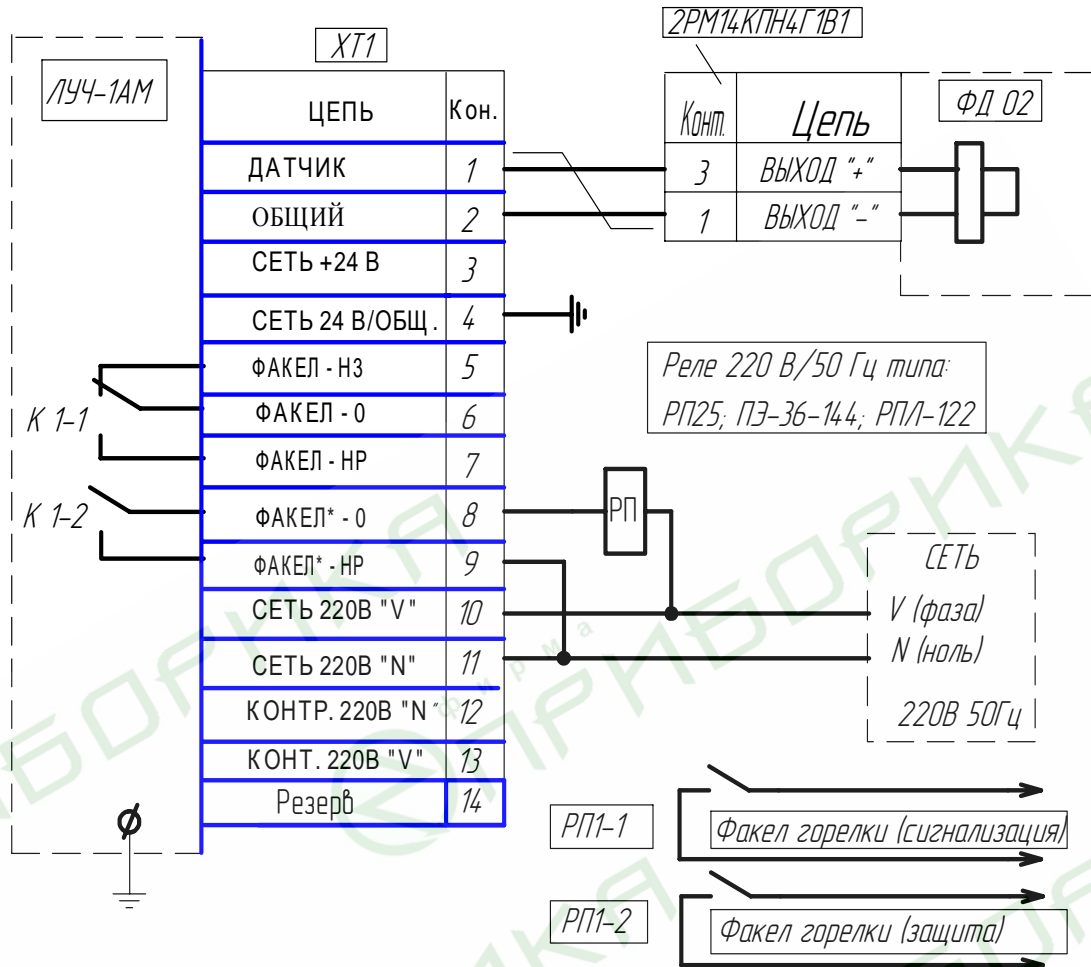 2РМ14КПН4Г1В1
ХТ1
ЛУЧ-1АМ
ЦЕПЬ Кон.
ДАТЧИК 1
ОБЩИЙ 2
СЕТЬ +24 В 3
СЕТЬ 24 В/ОБЩ. 4
ФАКЕЛ - НЗ 5
ФАКЕЛ - 0 6
ФАКЕЛ - НР 7
ФАКЕЛ* - 0 8
ФАКЕЛ* - НР 9
СЕТЬ 220В "V" 10
СЕТЬ 220В "N" 11
КОНТР. 220В "N" 12
КОНТ. 220В "V" 13
Резерв 14
К 1-1
К 1-2
Конт. Цепь
3 ВЫХОД "+"
1 ВЫХОД "-"
ФД 02
Реле 220 В/50 Гц типа:
РП25; ПЭ-36-144; РПЛ-122
РП
СЕТЬ
V (фаза)
N (ноль)
220В 50Гц
РП1-1
Факел горелки (сигнализация)
РП1-2
Факел горелки (защита)
фирма
ПРИБОРИКА